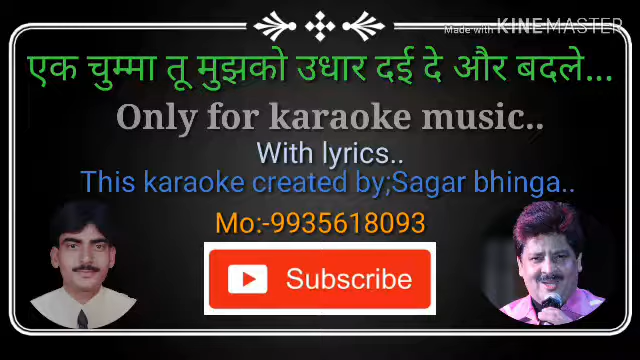 Made with KINEMASTER
एक चुम्मा तू मुझको उधार दई दे और बदले...
Only for karaoke music..
With lyrics..
This karaoke created by;Sagar bhinga..
Mo:-9935618093
Subscribe